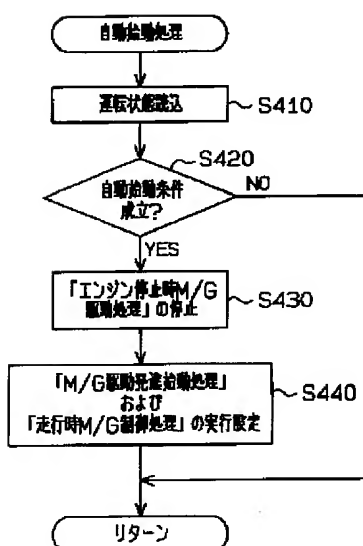 自動始動処理
運転状態読込
S410
S420
自動始動条件
成立?
NO
YES
「エンジン停止時M/G
駆動処理」の停止
S430
「M/G駆動発進始動処理」
および
「走行時M/G制御処理」の実行設定
S440
リターン